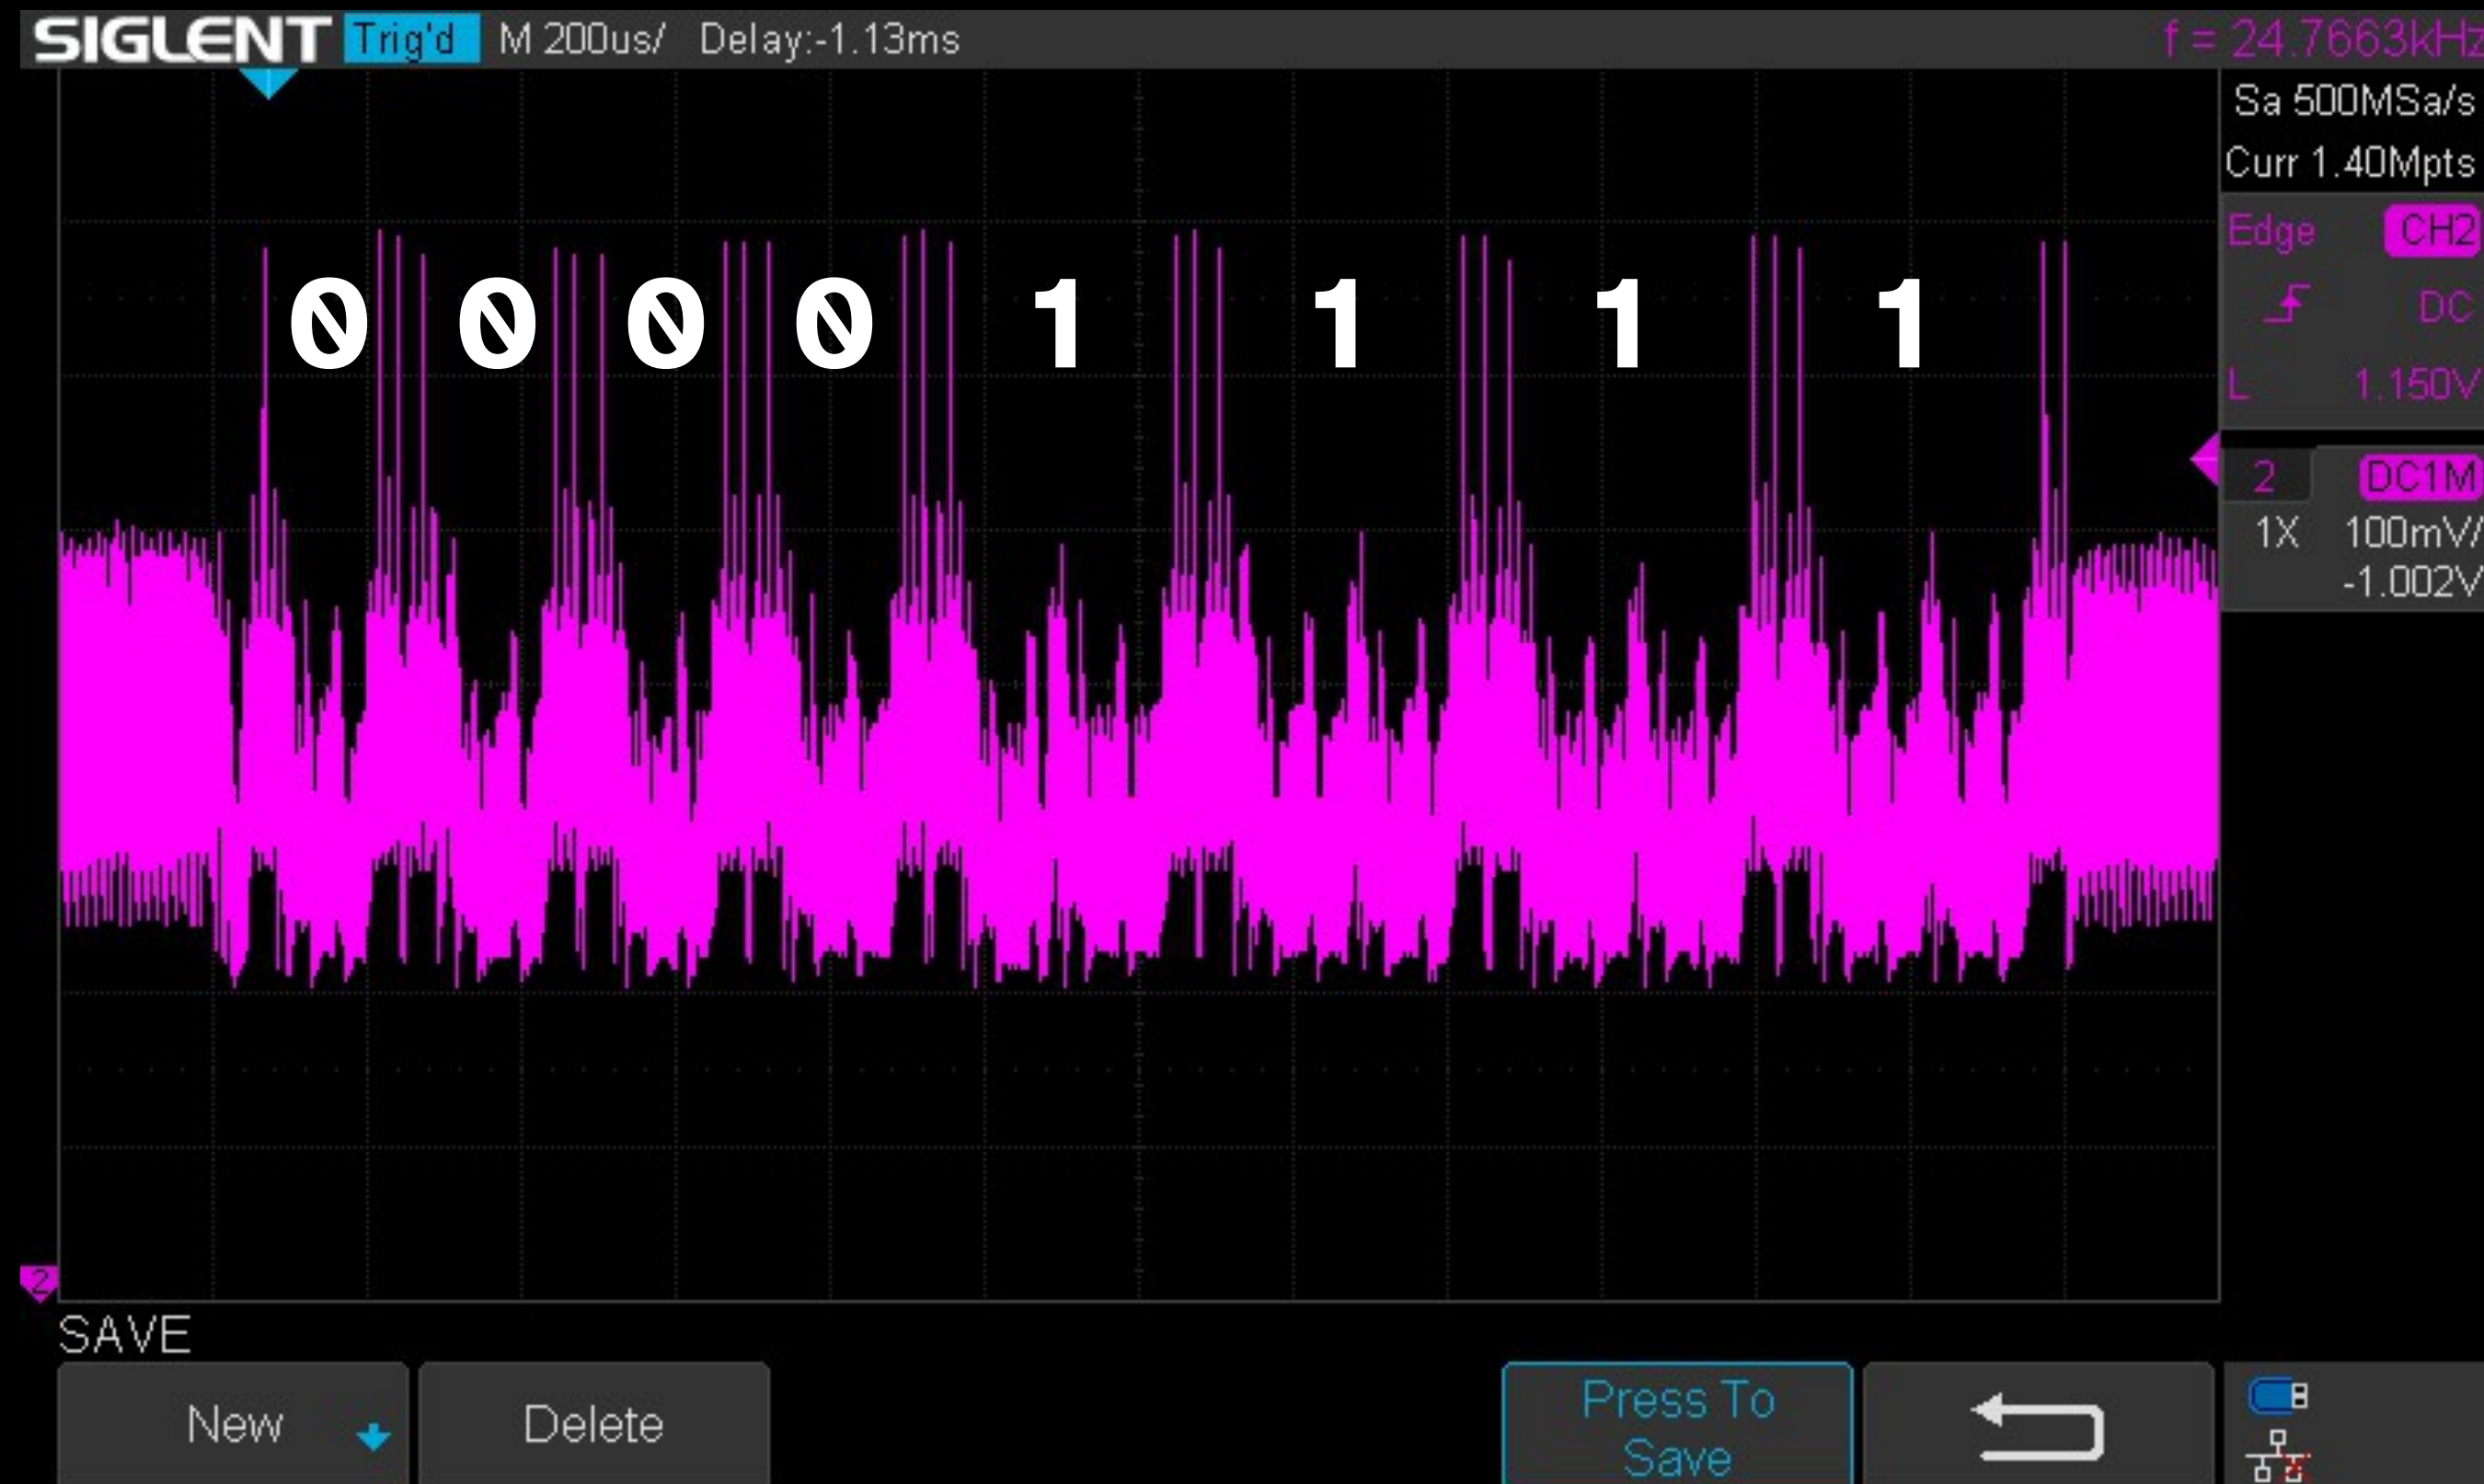 SIGLENT Trig'd M 200us/ Delay:-1.13ms f = 24.7663kHz
Sa 500MSa/s
Curr 1.40Mpts
Edge CH2
DC
L 1.150V
0 0 0 0 1 1 1 1
2 DC1M
1X 100mV/
-1.002V
2
SAVE
New Delete Press To
Save